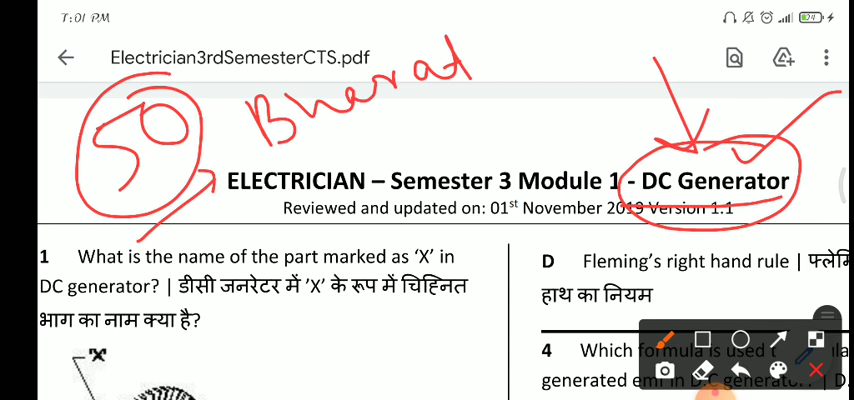 7:01 PM
Electrician3rdSemesterCTS.pdf
50
Bharat
ELECTRICIAN – Semester 3 Module 1 - DC Generator
Reviewed and updated on: 01st November 2019 Version 1.1
1 What is the name of the part marked as ‘X’ in
DC generator? | डीसी जनरेटर में ’X’ के रूप में चिह्नित
भाग का नाम क्या है?
'X'
D Fleming’s right hand rule |
हाथ का नियम
4 Which formula is used
generated emf in D.C generator